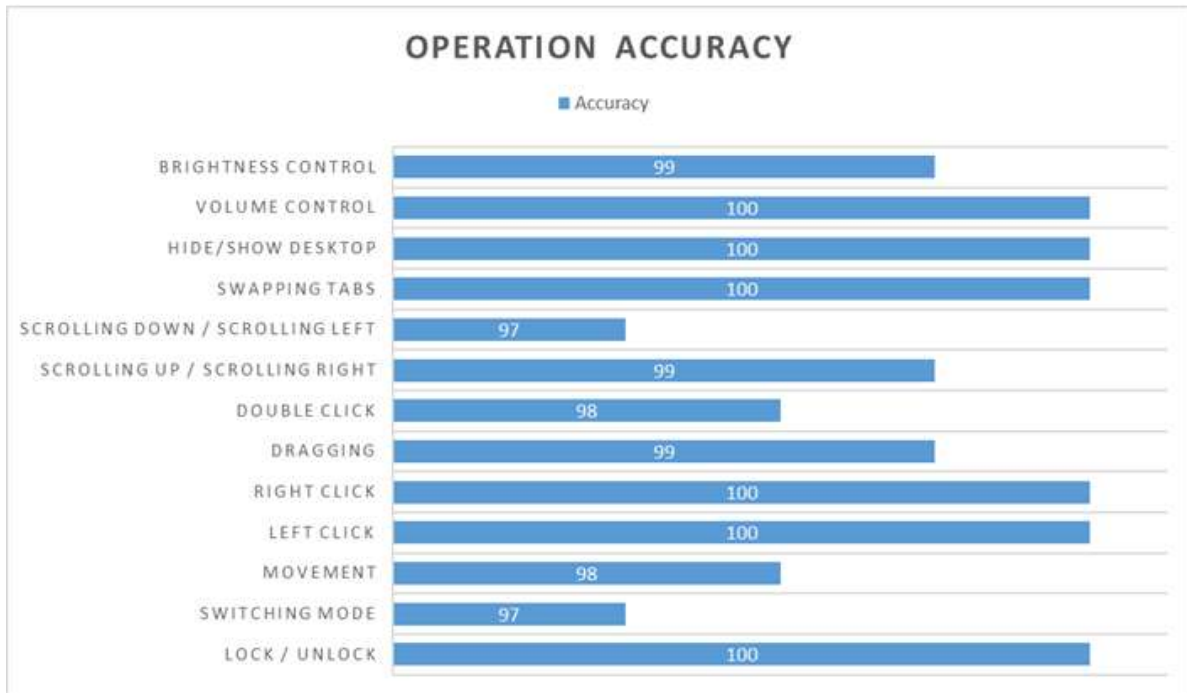 OPERATION ACCURACY
Accuracy
BRIGHTNESS CONTROL 99
VOLUME CONTROL 100
HIDE/SHOW DESKTOP 100
SWAPPING TABS 100
SCROLLING DOWN / SCROLLING LEFT 97
SCROLLING UP / SCROLLING RIGHT 99
DOUBLE CLICK 98
DRAGGING 99
RIGHT CLICK 100
LEFT CLICK 100
MOVEMENT 98
SWITCHING MODE 97
LOCK / UNLOCK 100